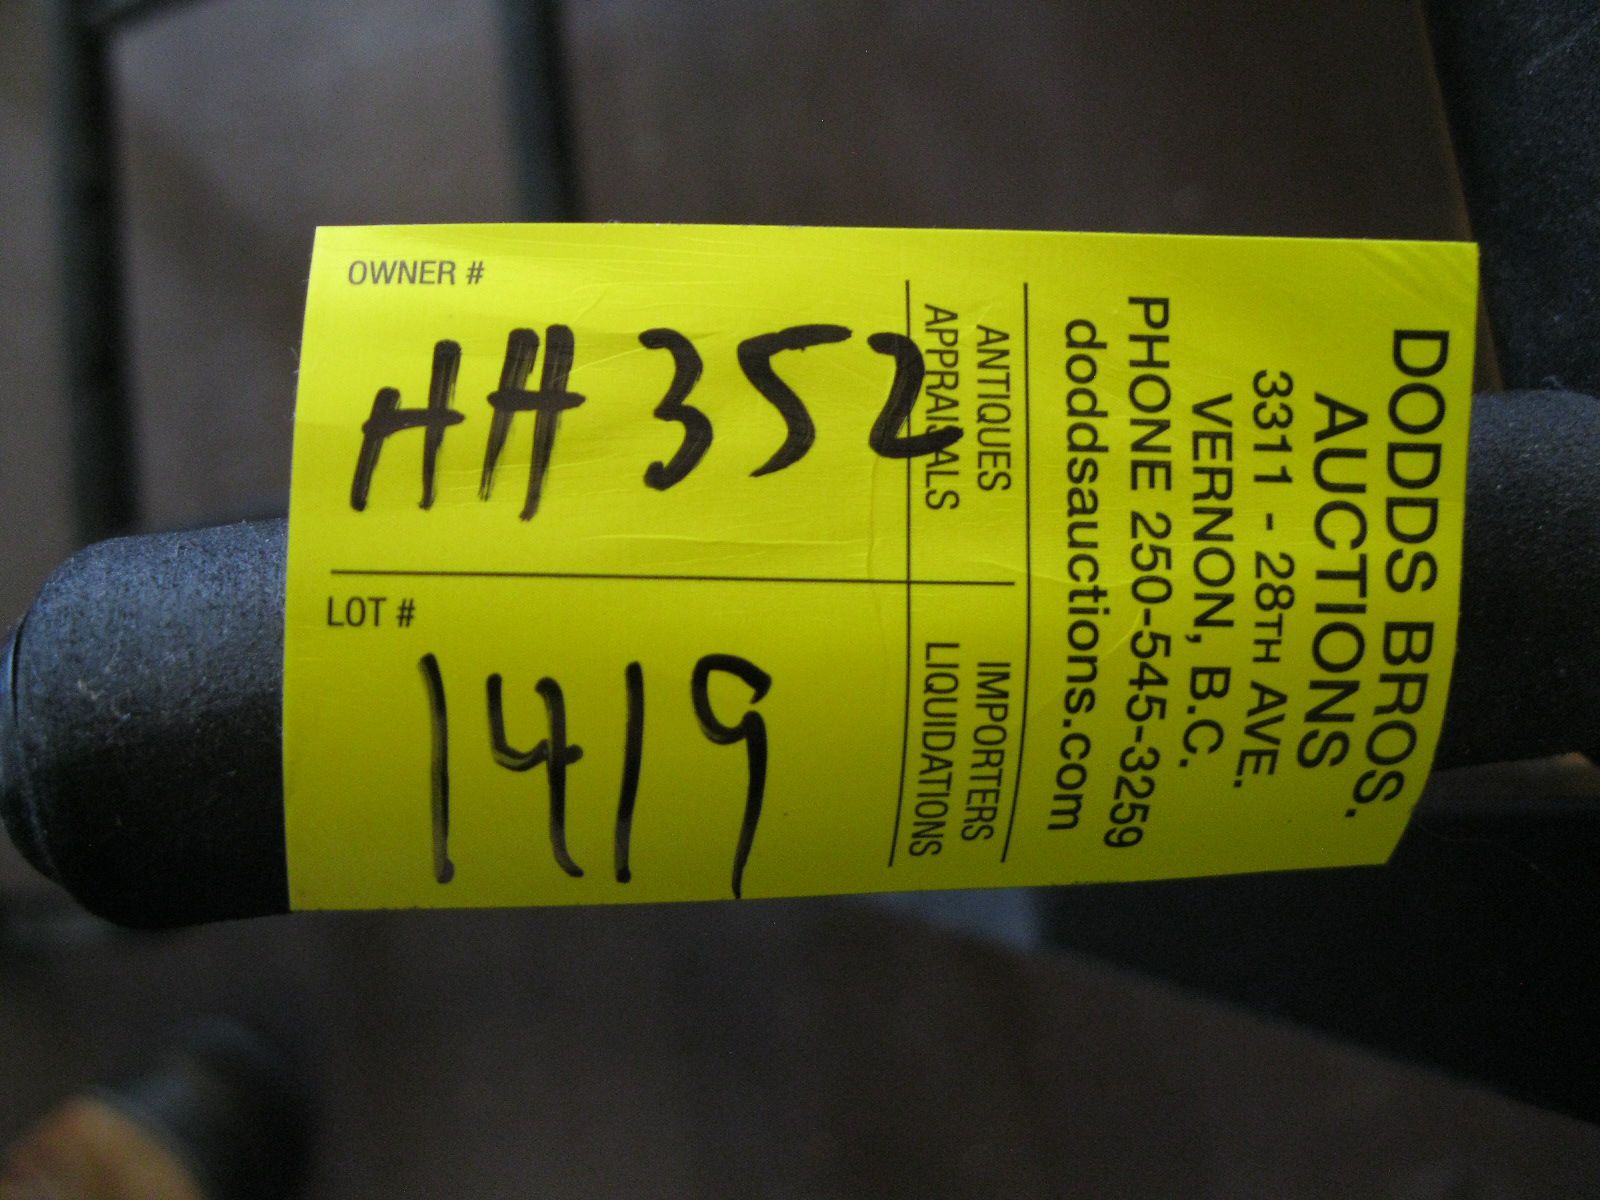 DODDS BROS.
AUCTIONS
3311 - 28TH AVE.
VERNON, B.C.
PHONE 250-545-3259
doddsauctions.com
ANTIQUES
APPRAISALS
IMPORTERS
LIQUIDATIONS
OWNER #
HH352
LOT #
1419